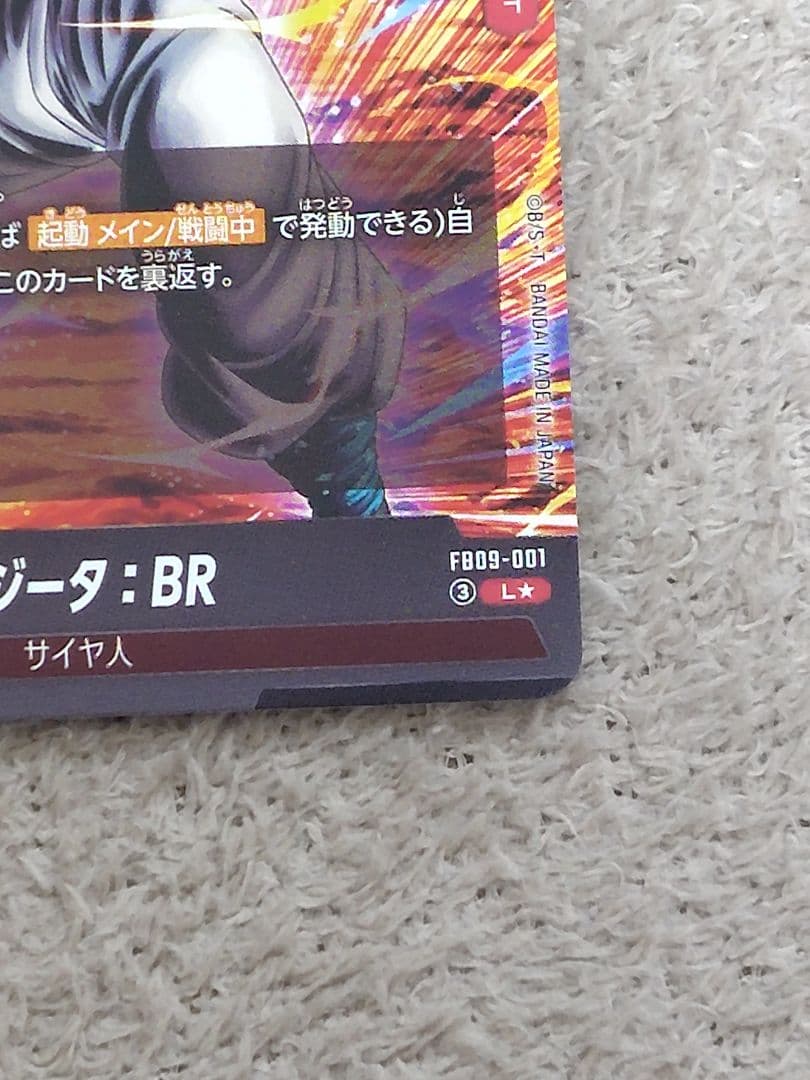 ば 起動 メイン/戦闘中 で発動できる)自
このカードを裏返す。
©B/S・T BANDAI MADE IN JAPAN
ジータ:BR
FB09-001
③ L★
サイヤ人